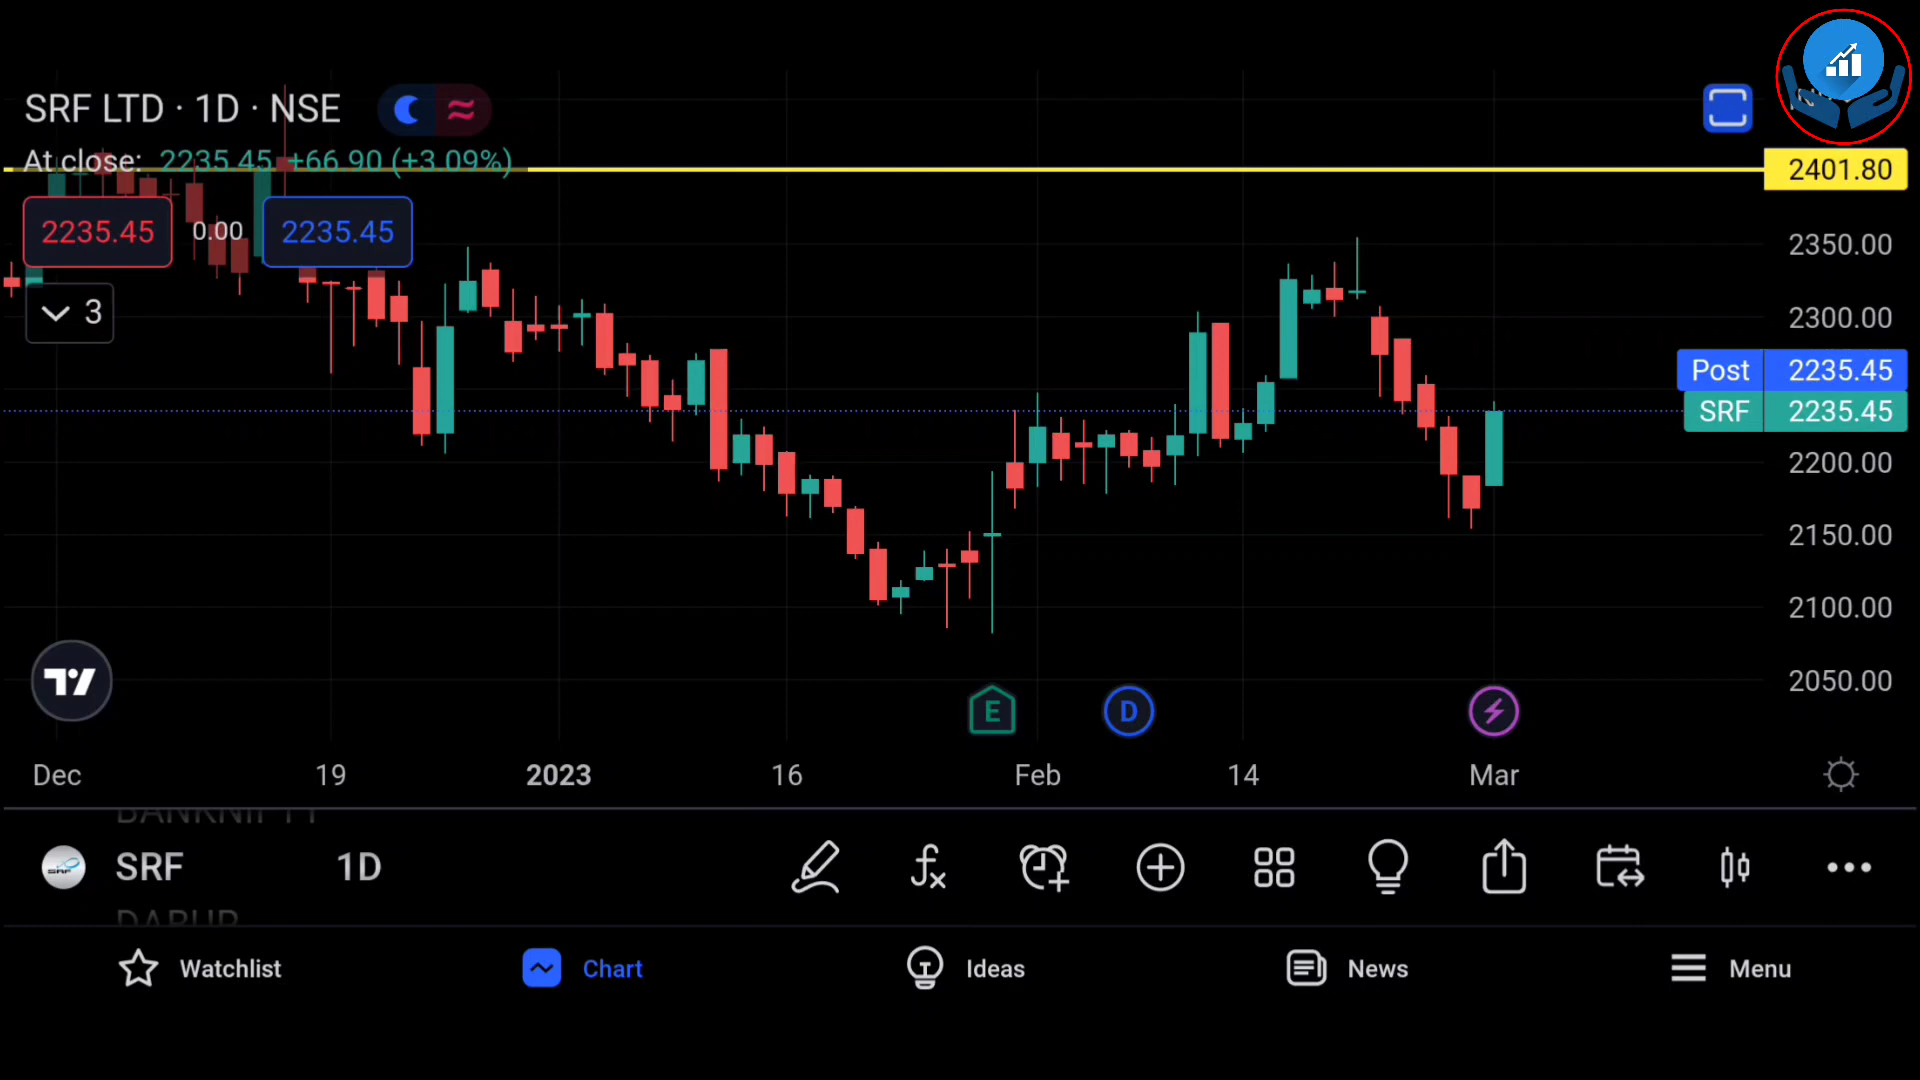 SRF LTD · 1D · NSE
At close: 2235.45 +66.90 (+3.09%)
2401.80
2235.45 0.00 2235.45
2350.00
3
2300.00
Post 2235.45
SRF 2235.45
2200.00
2150.00
2100.00
2050.00
E D
Dec 19 2023 16 Feb 14 Mar
BANKNIFTY
SRF 1D
DABUR
Watchlist Chart Ideas News Menu